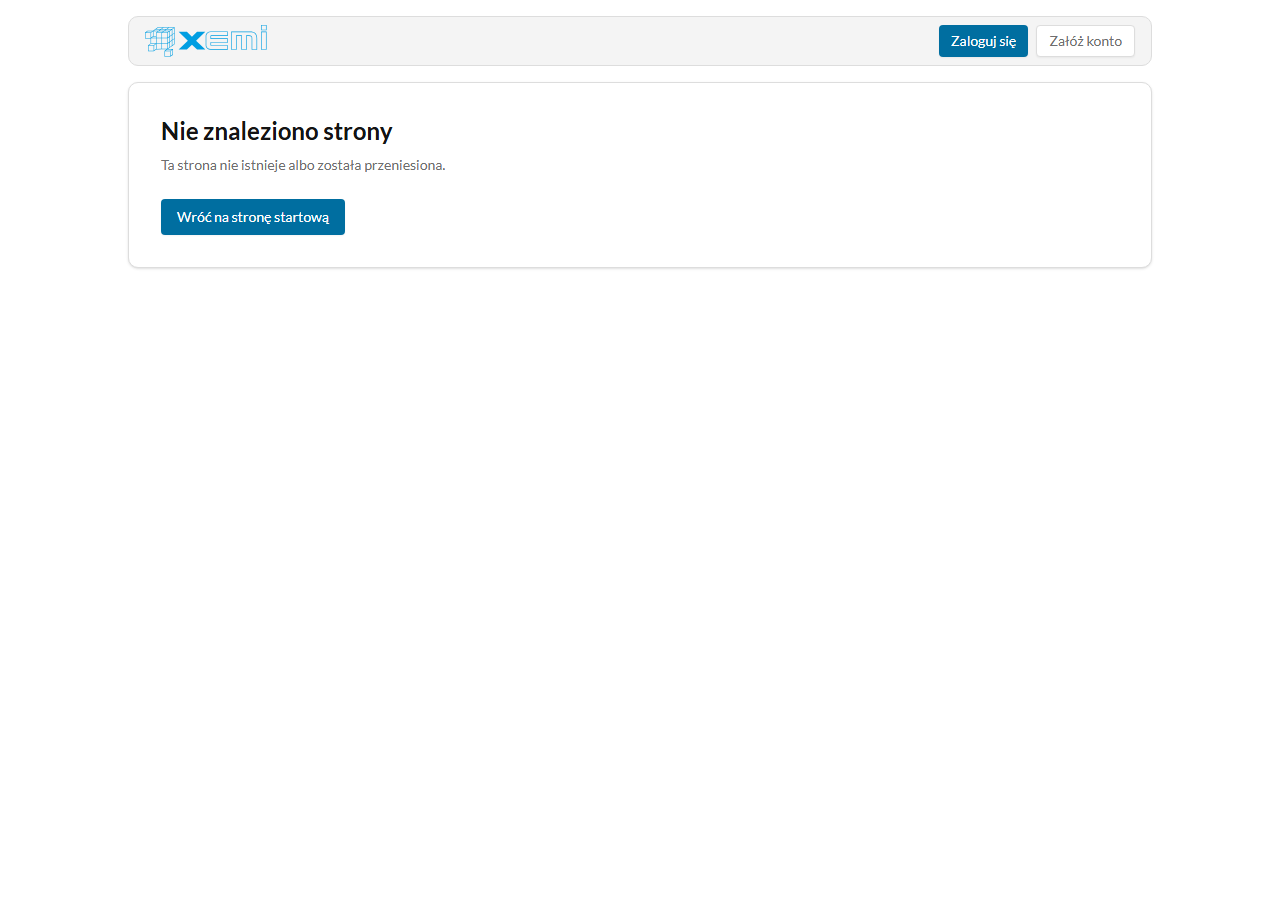 xemi
Zaloguj się
Załóż konto
Nie znaleziono strony
Ta strona nie istnieje albo została przeniesiona.
Wróć na stronę startową